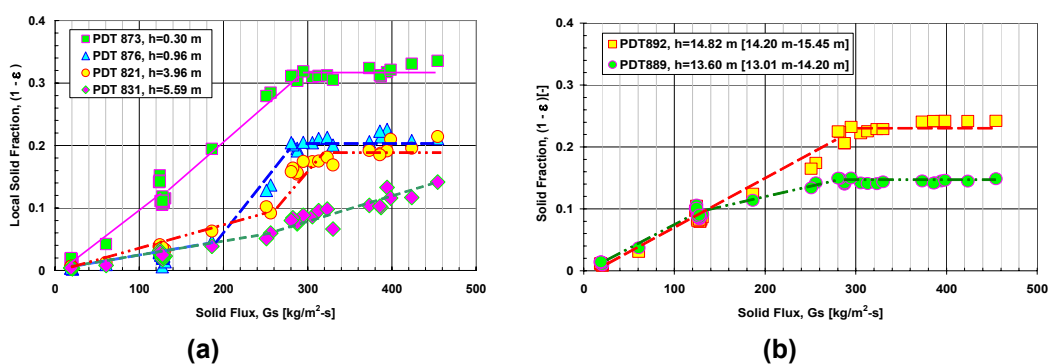 0.4
0.3
0.2
0.1
0
0 100 200 300 400 500
Local Solid Fraction, (1 - ε)
Solid Flux, Gs [kg/m²-s]
PDT 873, h=0.30 m
PDT 876, h=0.96 m
PDT 821, h=3.96 m
PDT 831, h=5.59 m
(a)
0.4
0.3
0.2
0.1
0
0 100 200 300 400 500
Solid Fraction, (1 - ε)[-]
Solid Flux, Gs [kg/m²-s]
PDT892, h=14.82 m [14.20 m-15.45 m]
PDT889, h=13.60 m [13.01 m-14.20 m]
(b)